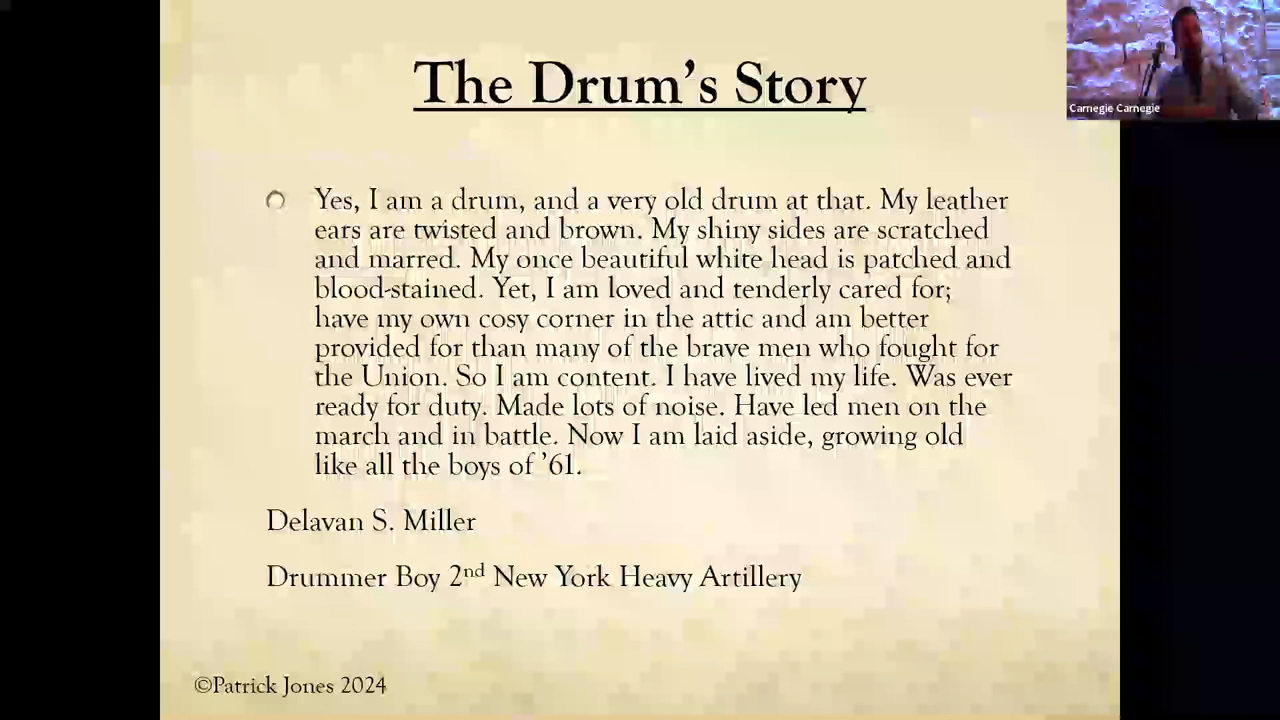 The Drum's Story
Carnegie Carnegie
Yes, I am a drum, and a very old drum at that. My leather
ears are twisted and brown. My shiny sides are scratched
and marred. My once beautiful white head is patched and
blood-stained. Yet, I am loved and tenderly cared for;
have my own cosy corner in the attic and am better
provided for than many of the brave men who fought for
the Union. So I am content. I have lived my life. Was ever
ready for duty. Made lots of noise. Have led men on the
march and in battle. Now I am laid aside, growing old
like all the boys of ’61.
Delavan S. Miller
Drummer Boy 2nd New York Heavy Artillery
©Patrick Jones 2024